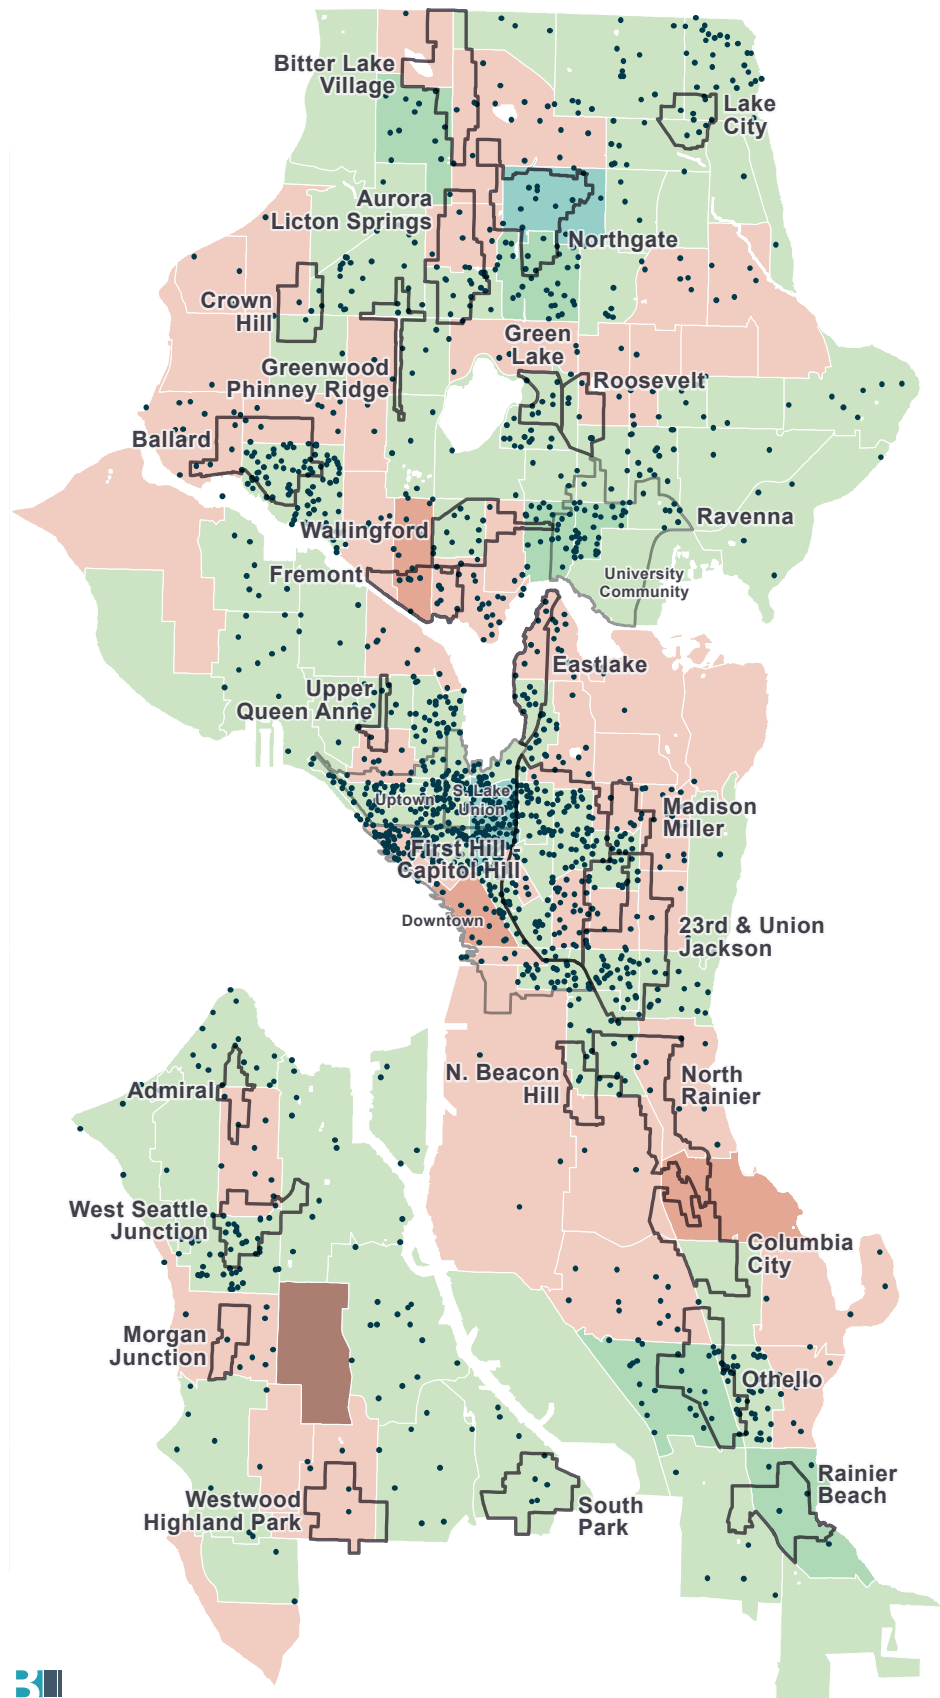 Bitter Lake
Village
Lake
City
Aurora
Licton Springs
Northgate
Crown
Hill
Green
Lake
Greenwood
Phinney Ridge
Roosevelt
Ballard
Ravenna
Wallingford
Fremont
University
Community
Eastlake
Upper
Queen Anne
Uptown
S. Lake
Union
Madison
Miller
First Hill -
Capitol Hill
Downtown
23rd & Union
Jackson
N. Beacon
Hill
North
Rainier
Admiral
West Seattle
Junction
Columbia
City
Morgan
Junction
Othello
Rainier
Beach
Westwood
Highland Park
South
Park